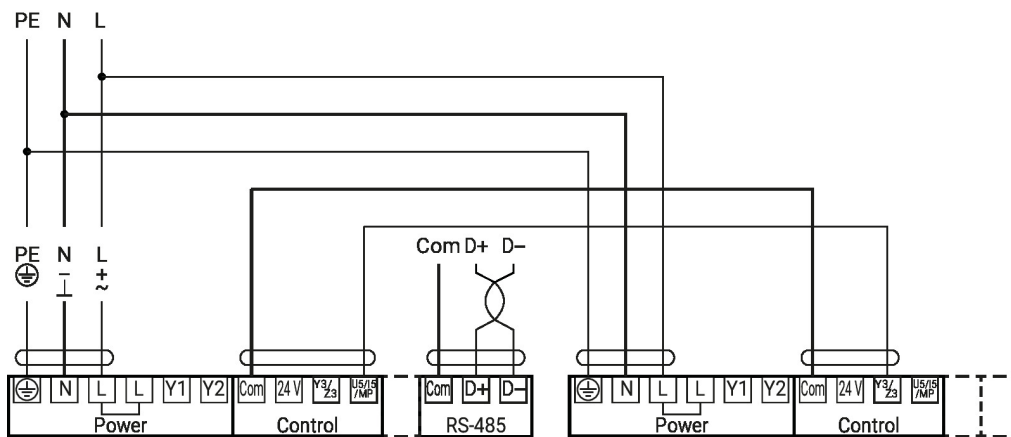 PE N L
Com D+ D–
PE N L
– +
⊥ ~
N L L Y1 Y2 Com 24 V Y3/Z3 U5/I5/MP Com D+ D– N L L Y1 Y2 Com 24 V Y3/Z3 U5/I5/MP
Power Control RS-485 Power Control